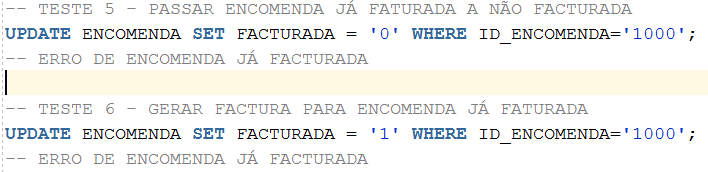 -- TESTE 5 - PASSAR ENCOMENDA JÁ FATURADA A NÃO FACTURADA
UPDATE ENCOMENDA SET FACTURADA = '0' WHERE ID_ENCOMENDA='1000';
-- ERRO DE ENCOMENDA JÁ FACTURADA
-- TESTE 6 - GERAR FACTURA PARA ENCOMENDA JÁ FATURADA
UPDATE ENCOMENDA SET FACTURADA = '1' WHERE ID_ENCOMENDA='1000';
-- ERRO DE ENCOMENDA JÁ FACTURADA